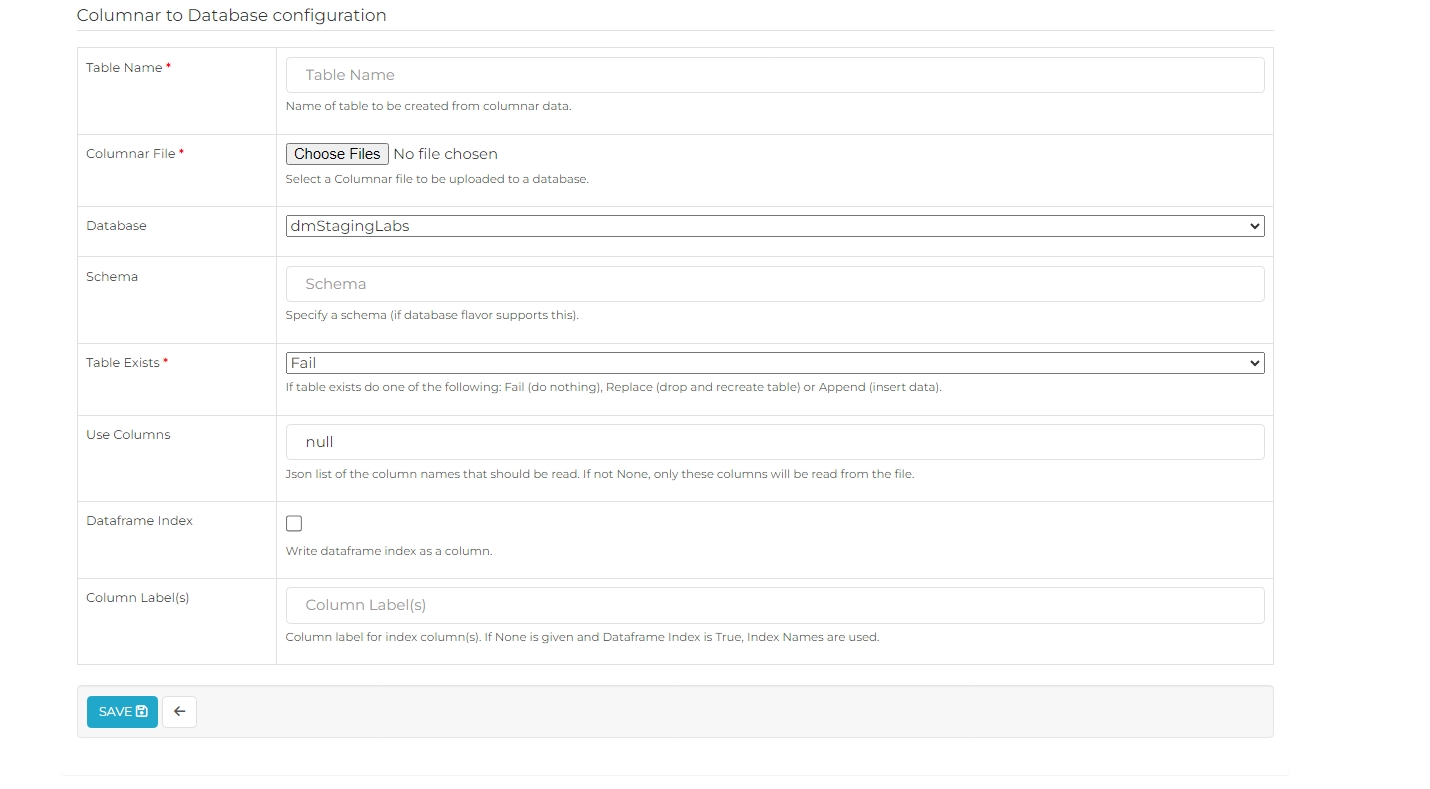 Columnar to Database configuration
Table Name *
Table Name
Name of table to be created from columnar data.
Columnar File *
Choose Files No file chosen
Select a Columnar file to be uploaded to a database.
Database
dmStagingLabs
Schema
Schema
Specify a schema (if database flavor supports this).
Table Exists *
Fail
If table exists do one of the following: Fail (do nothing), Replace (drop and recreate table) or Append (insert data).
Use Columns
null
Json list of the column names that should be read. If not None, only these columns will be read from the file.
Dataframe Index
Write dataframe index as a column.
Column Label(s)
Column Label(s)
Column label for index column(s). If None is given and Dataframe Index is True, Index Names are used.
SAVE